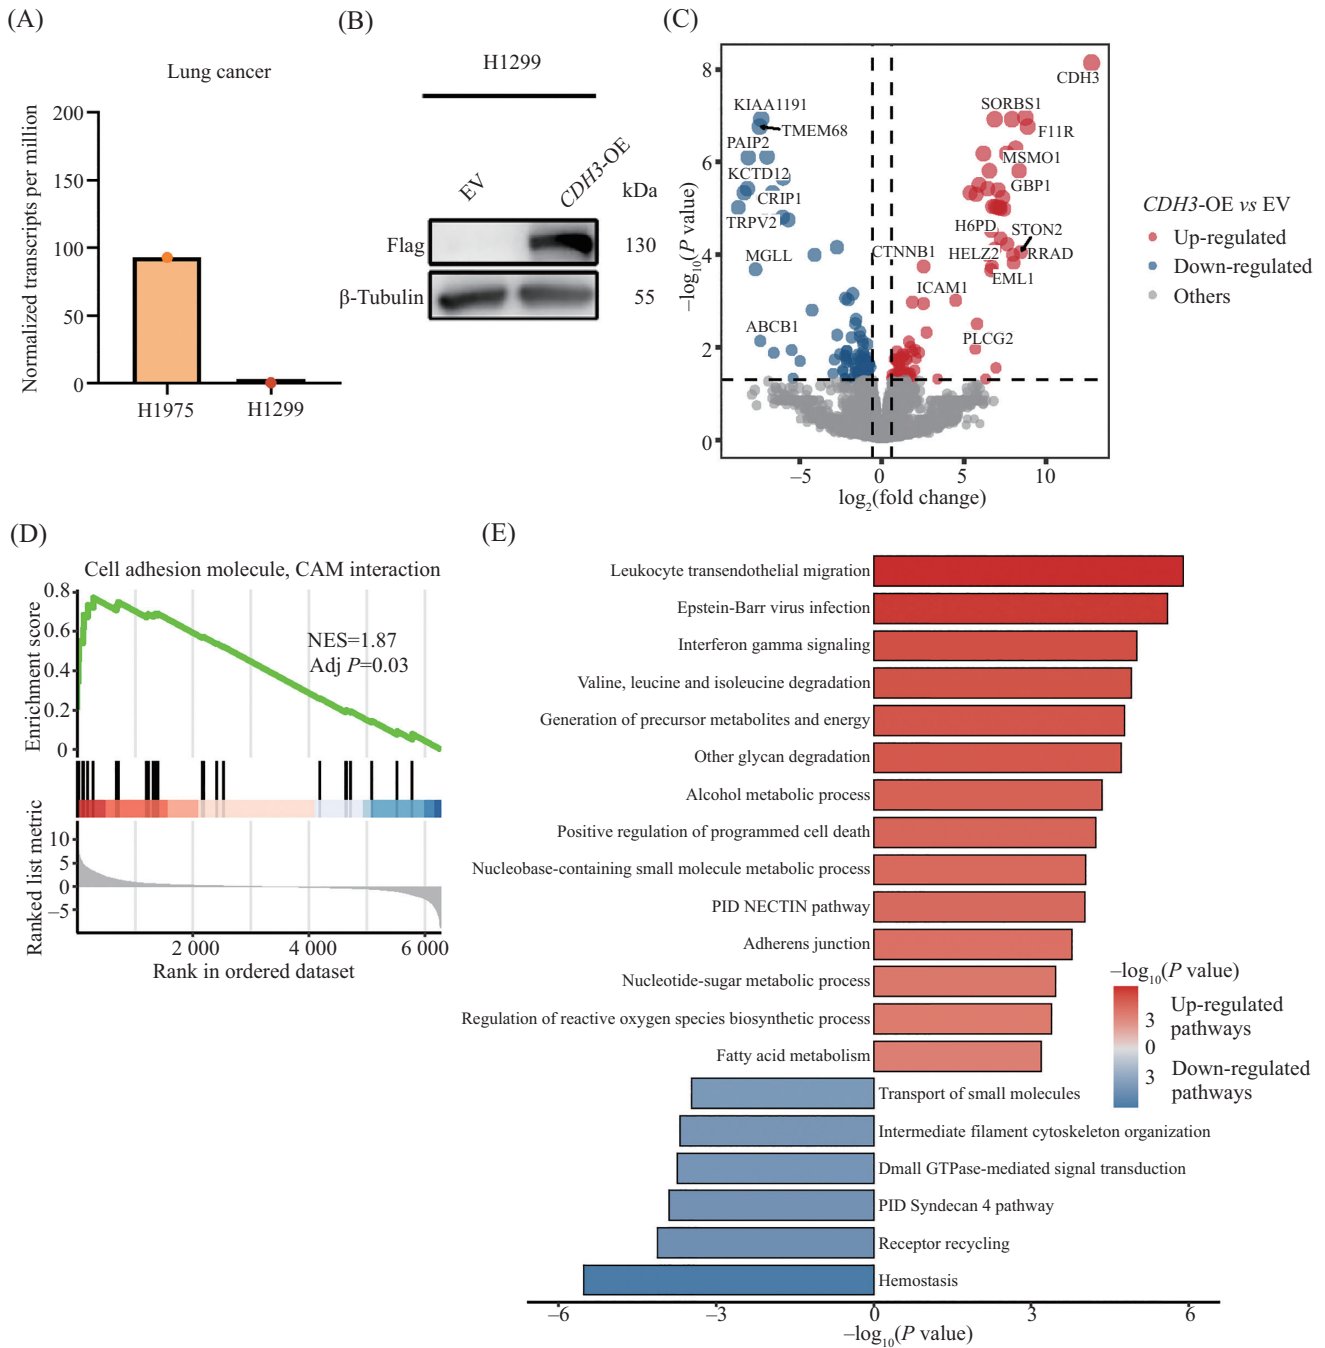 (A)
Lung cancer
Normalized transcripts per million
200
150
100
50
0
H1975
H1299
(B)
H1299
EV
CDH3-OE
kDa
Flag
130
β-Tubulin
55
(C)
–log10(P value)
8
6
4
2
0
CDH3
KIAA1191
SORBS1
TMEM68
F11R
PAIP2
MSMO1
KCTD12
GBP1
CRIP1
TRPV2
H6PD
STON2
CTNNB1
HELZ2
RRAD
MGLL
EML1
ICAM1
ABCB1
PLCG2
–5
0
5
10
log2(fold change)
CDH3-OE vs EV
Up-regulated
Down-regulated
Others
(D)
Cell adhesion molecule, CAM interaction
Enrichment score
0.8
0.6
0.4
0.2
0
NES=1.87
Adj P=0.03
Ranked list metric
10
5
0
–5
2 000
4 000
6 000
Rank in ordered dataset
(E)
Leukocyte transendothelial migration
Epstein-Barr virus infection
Interferon gamma signaling
Valine, leucine and isoleucine degradation
Generation of precursor metabolites and energy
Other glycan degradation
Alcohol metabolic process
Positive regulation of programmed cell death
Nucleobase-containing small molecule metabolic process
PID NECTIN pathway
Adherens junction
Nucleotide-sugar metabolic process
Regulation of reactive oxygen species biosynthetic process
Fatty acid metabolism
Transport of small molecules
Intermediate filament cytoskeleton organization
Dmall GTPase-mediated signal transduction
PID Syndecan 4 pathway
Receptor recycling
Hemostasis
–6
–3
0
3
6
–log10(P value)
–log10(P value)
3
0
3
Up-regulated
pathways
Down-regulated
pathways